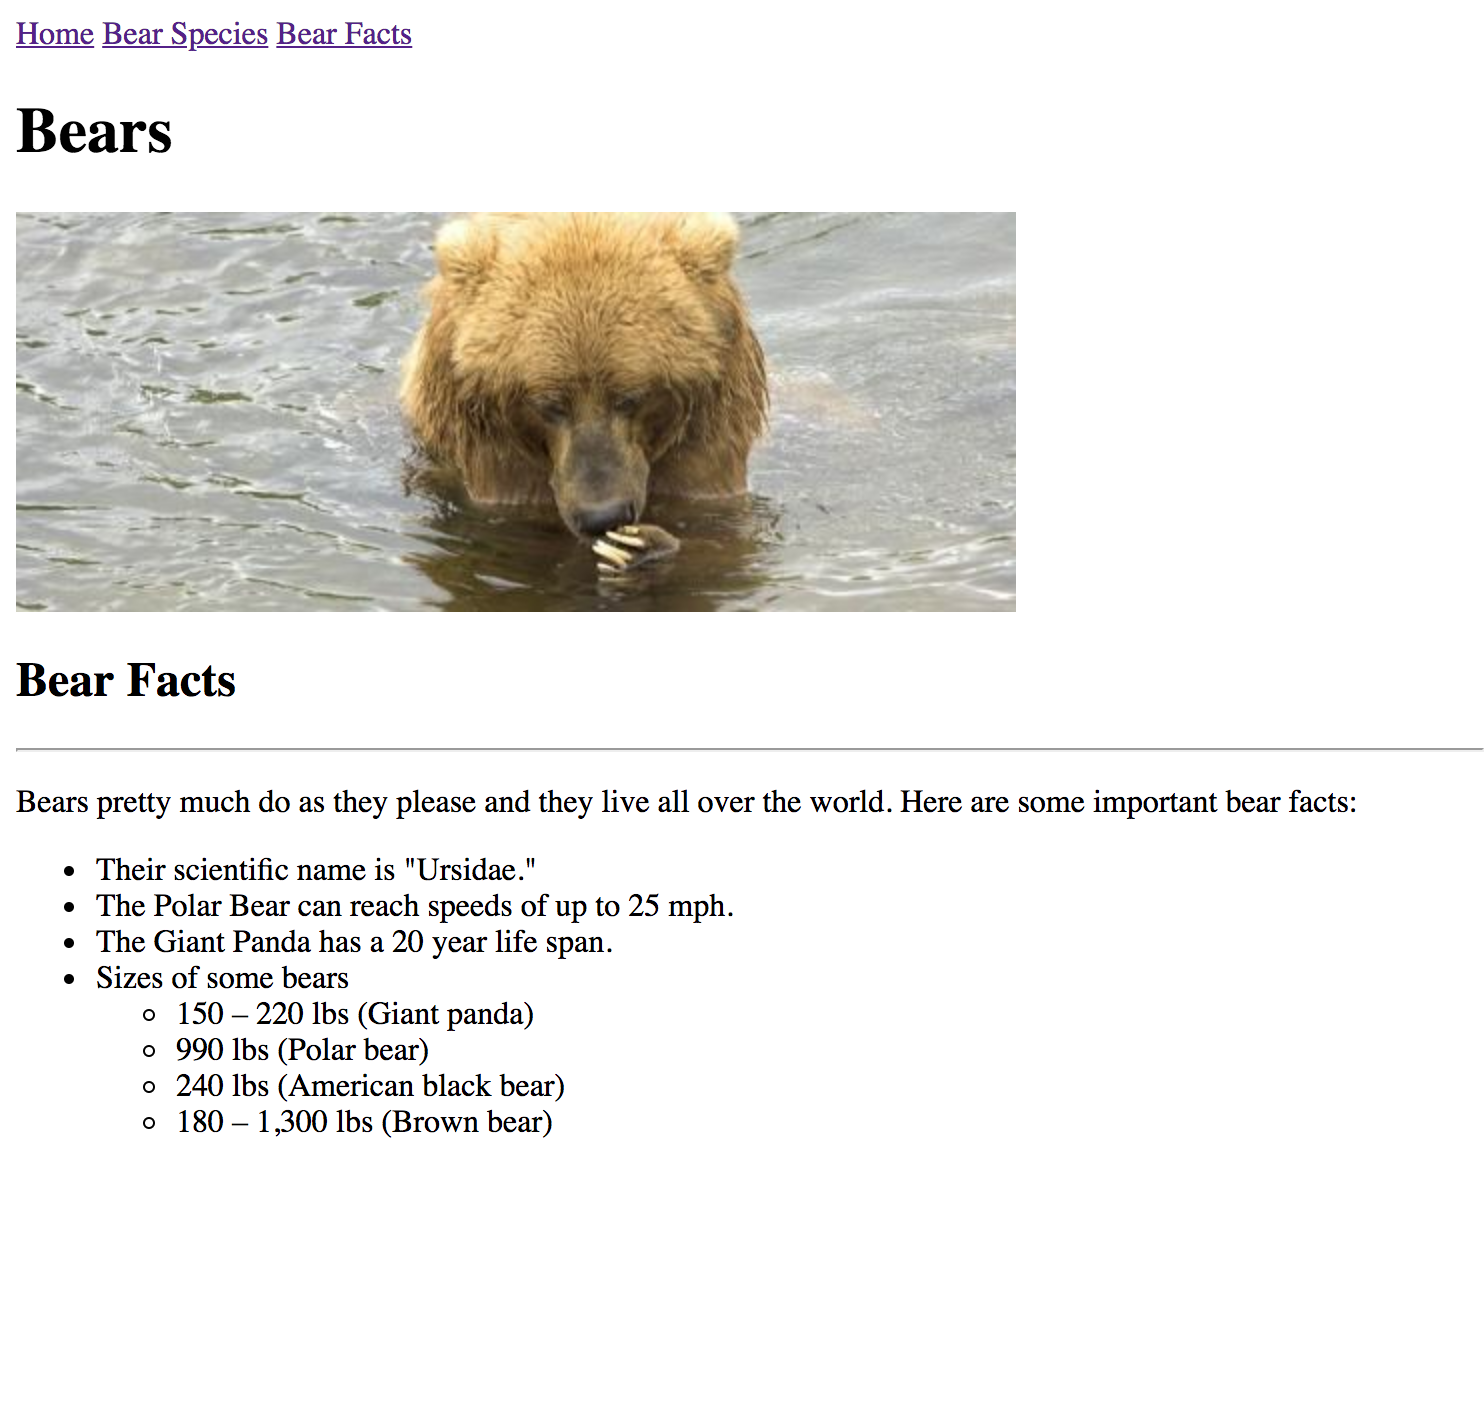 Home Bear Species Bear Facts
Bears
Bear Facts
Bears pretty much do as they please and they live all over the world. Here are some important bear facts:
Their scientific name is "Ursidae."
The Polar Bear can reach speeds of up to 25 mph.
The Giant Panda has a 20 year life span.
Sizes of some bears
150 – 220 lbs (Giant panda)
990 lbs (Polar bear)
240 lbs (American black bear)
180 – 1,300 lbs (Brown bear)